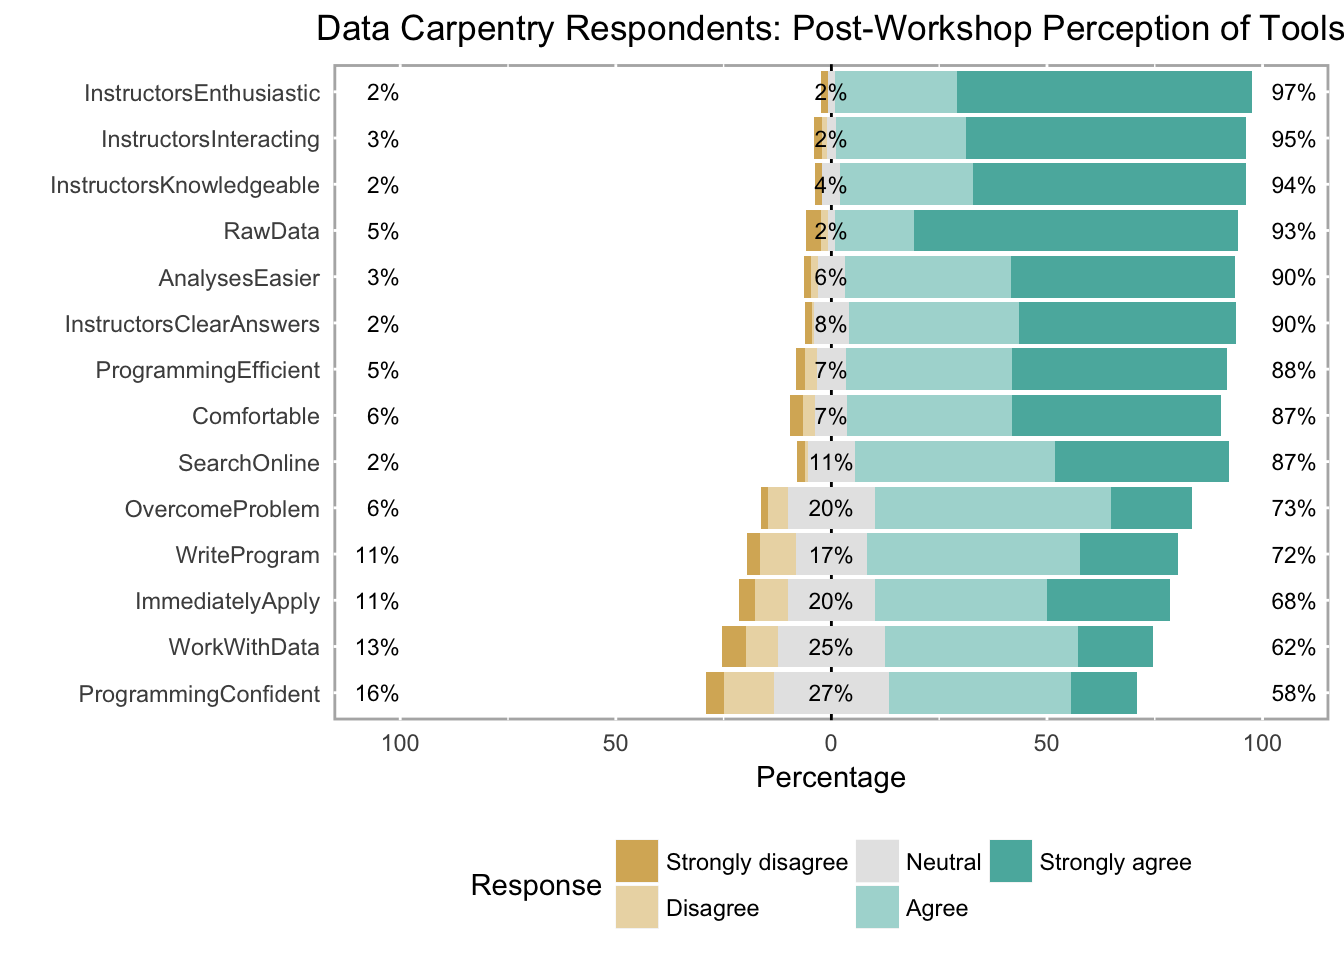 Data Carpentry Respondents: Post-Workshop Perception of Tools
InstructorsEnthusiastic 2% 2% 97%
InstructorsInteracting 3% 2% 95%
InstructorsKnowledgeable 2% 4% 94%
RawData 5% 2% 93%
AnalysesEasier 3% 6% 90%
InstructorsClearAnswers 2% 8% 90%
ProgrammingEfficient 5% 7% 88%
Comfortable 6% 7% 87%
SearchOnline 2% 11% 87%
OvercomeProblem 6% 20% 73%
WriteProgram 11% 17% 72%
ImmediatelyApply 11% 20% 68%
WorkWithData 13% 25% 62%
ProgrammingConfident 16% 27% 58%
100 50 0 50 100
Percentage
Response
Strongly disagree Neutral Strongly agree
Disagree Agree